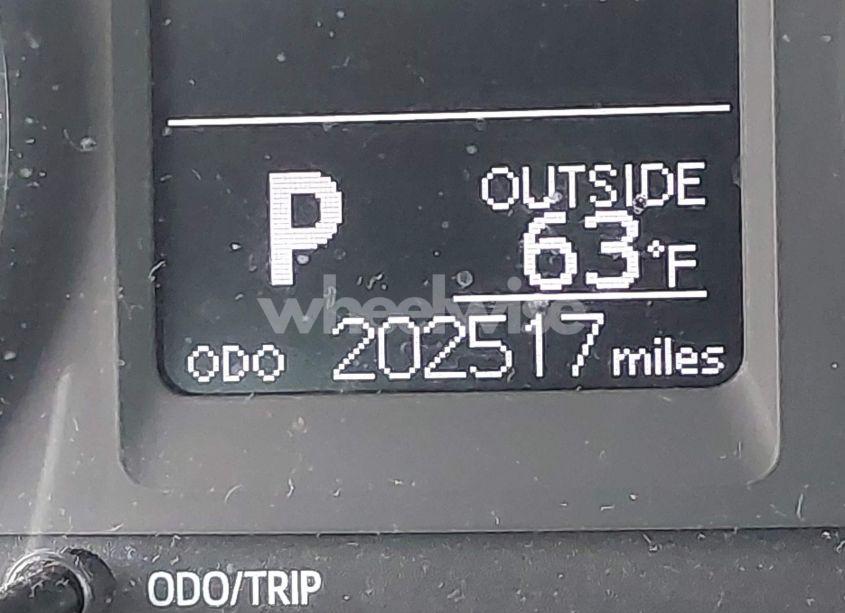 P
OUTSIDE
63°F
wheelwise
ODO 202517 miles
ODO/TRIP